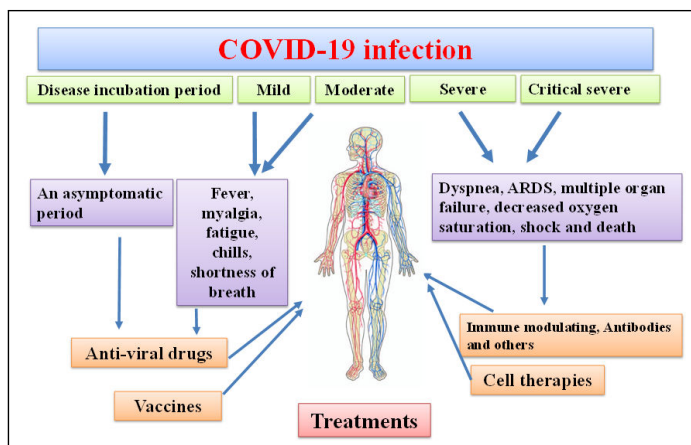 COVID-19 infection
Disease incubation period
Mild
Moderate
Severe
Critical severe
An asymptomatic
period
Fever,
myalgia,
fatigue,
chills,
shortness of
breath
Dyspnea, ARDS, multiple organ
failure, decreased oxygen
saturation, shock and death
Anti-viral drugs
Vaccines
Immune modulating, Antibodies
and others
Cell therapies
Treatments